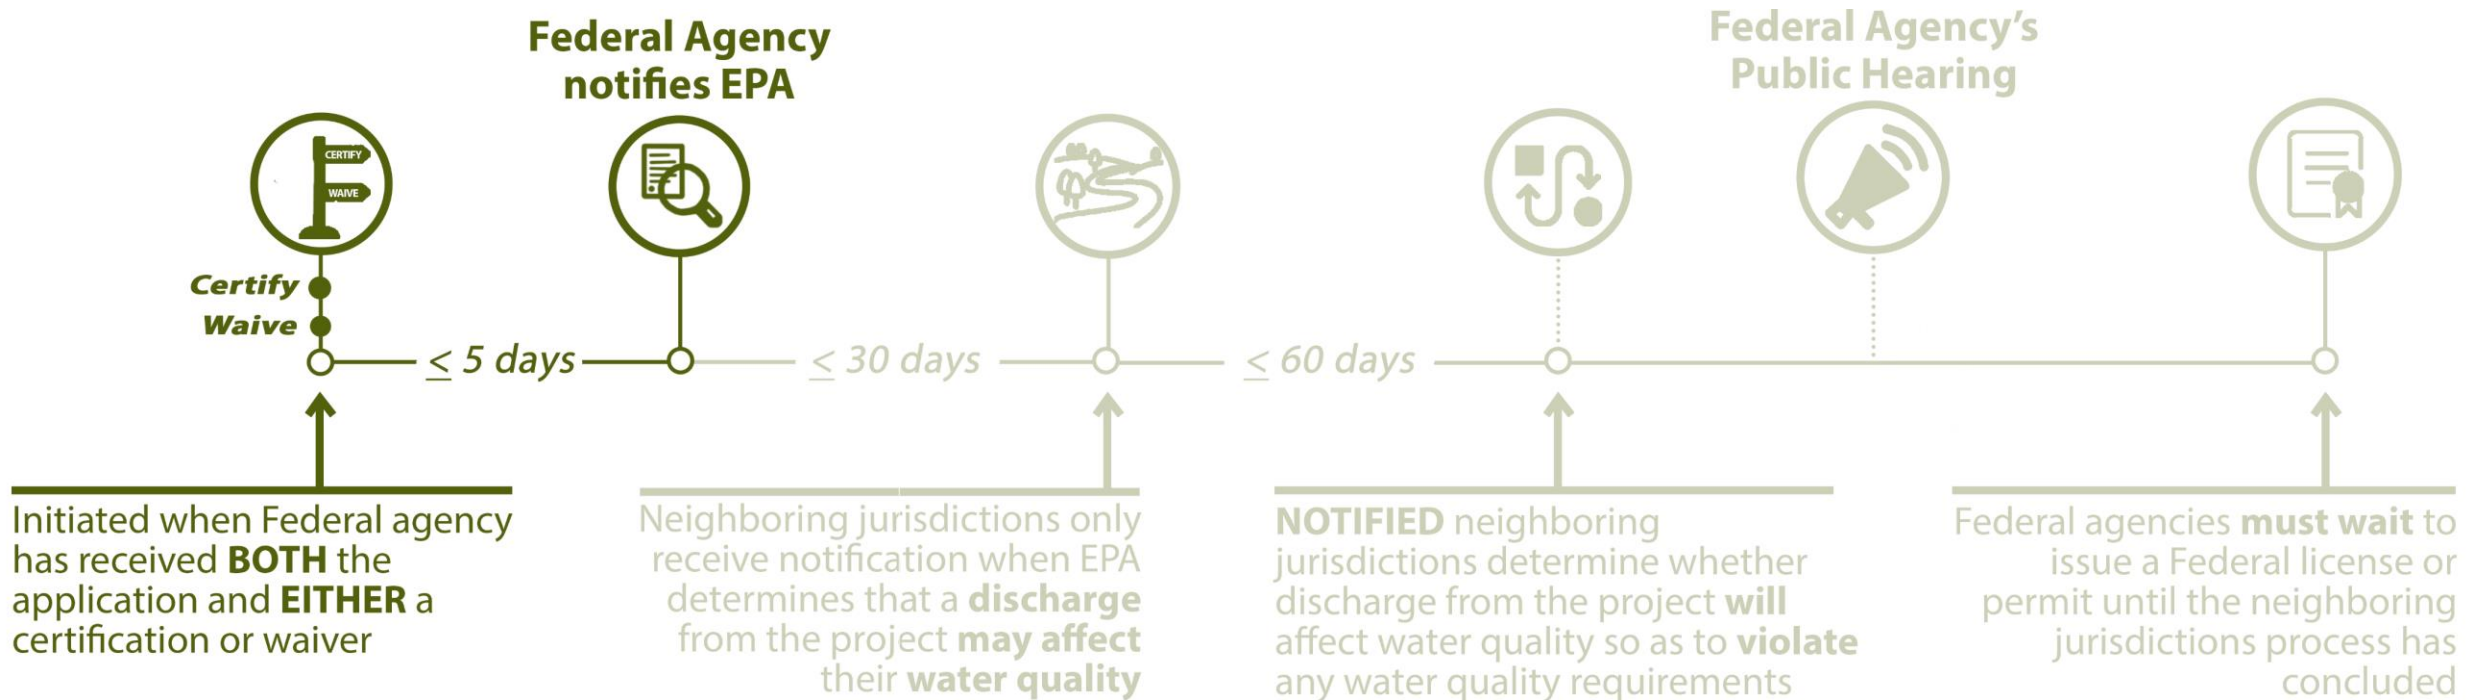 Federal Agency
notifies EPA
Federal Agency's
Public Hearing
CERTIFY
WAIVE
Certify
Waive
≤ 5 days
≤ 30 days
≤ 60 days
Initiated when Federal agency
has received BOTH the
application and EITHER a
certification or waiver
Neighboring jurisdictions only
receive notification when EPA
determines that a discharge
from the project may affect
their water quality
NOTIFIED neighboring
jurisdictions determine whether
discharge from the project will
affect water quality so as to violate
any water quality requirements
Federal agencies must wait to
issue a Federal license or
permit until the neighboring
jurisdictions process has
concluded